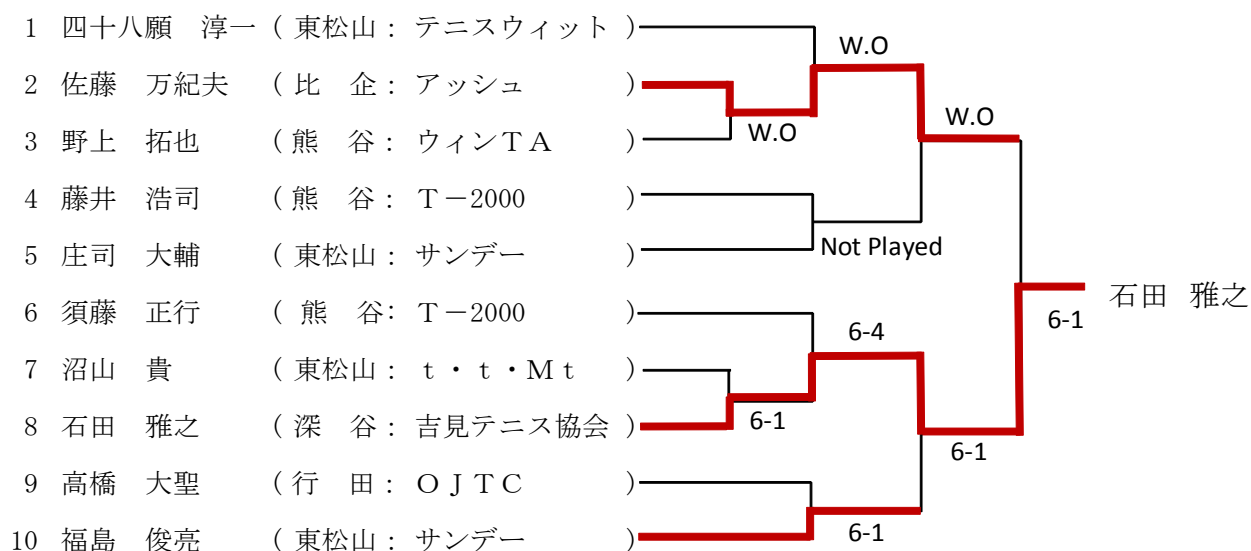 1 四十八願 淳一 ( 東松山 : テニスウィット )
W.O
2 佐藤 万紀夫 ( 比 企 : アッシュ )
W.O
W.O
3 野上 拓也 ( 熊 谷 : ウィンTA )
4 藤井 浩司 ( 熊 谷 : T-2000 )
Not Played
5 庄司 大輔 ( 東松山 : サンデー )
石田 雅之
6 須藤 正行 ( 熊 谷: T-2000 )
6-1
6-4
7 沼山 貴 ( 東松山 : t・t・Mt )
8 石田 雅之 ( 深 谷 : 吉見テニス協会 )
6-1
6-1
9 高橋 大聖 ( 行 田 : OJTC )
6-1
10 福島 俊亮 ( 東松山 : サンデー )